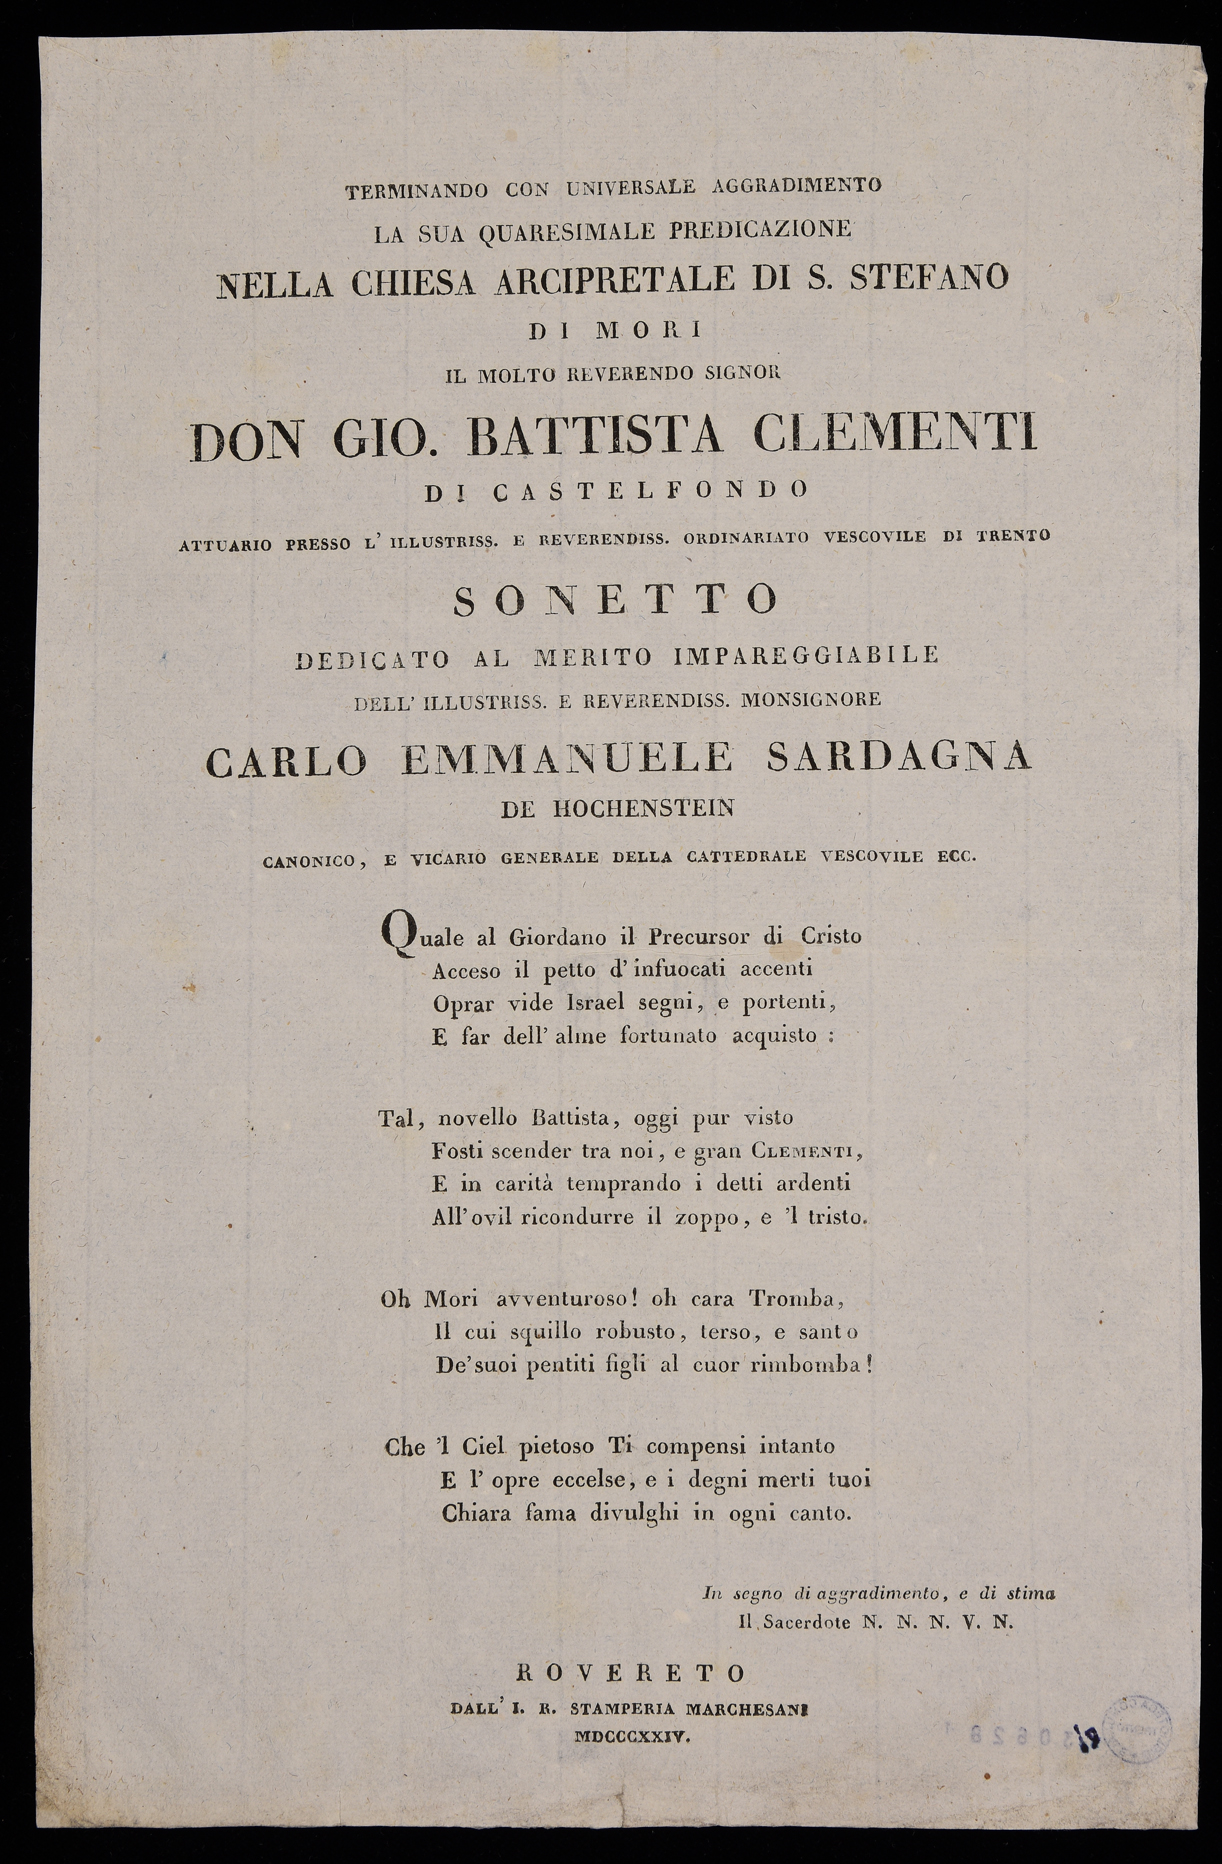 TERMINANDO CON UNIVERSALE AGGRADIMENTO
LA SUA QUARESIMALE PREDICAZIONE
NELLA CHIESA ARCIPRETALE DI S. STEFANO
DI MORI
IL MOLTO REVERENDO SIGNOR
DON GIO. BATTISTA CLEMENTI
DI CASTELFONDO
ATTUARIO PRESSO L' ILLUSTRISS. E REVERENDISS. ORDINARIATO VESCOVILE DI TRENTO
SONETTO
DEDICATO AL MERITO IMPAREGGIABILE
DELL' ILLUSTRISS. E REVERENDISS. MONSIGNORE
CARLO EMMANUELE SARDAGNA
DE HOCHENSTEIN
CANONICO, E VICARIO GENERALE DELLA CATTEDRALE VESCOVILE ECC.
Quale al Giordano il Precursor di Cristo
Acceso il petto d' infuocati accenti
Oprar vide Israel segni, e portenti,
E far dell' alme fortunato acquisto :
Tal, novello Battista, oggi pur visto
Fosti scender tra noi, e gran CLEMENTI,
E in carità temprando i detti ardenti
All' ovil ricondurre il zoppo, e 'l tristo.
Oh Mori avventuroso! oh cara Tromba,
Il cui squillo robusto, terso, e santo
De' suoi pentiti figli al cuor rimbomba!
Che 'l Ciel pietoso Ti compensi intanto
E l' opre eccelse, e i degni merti tuoi
Chiara fama divulghi in ogni canto.
In segno di aggradimento, e di stima
Il Sacerdote N. N. N. V. N.
ROVERETO
DALL' I. R. STAMPERIA MARCHESANI
MDCCCXXIV.